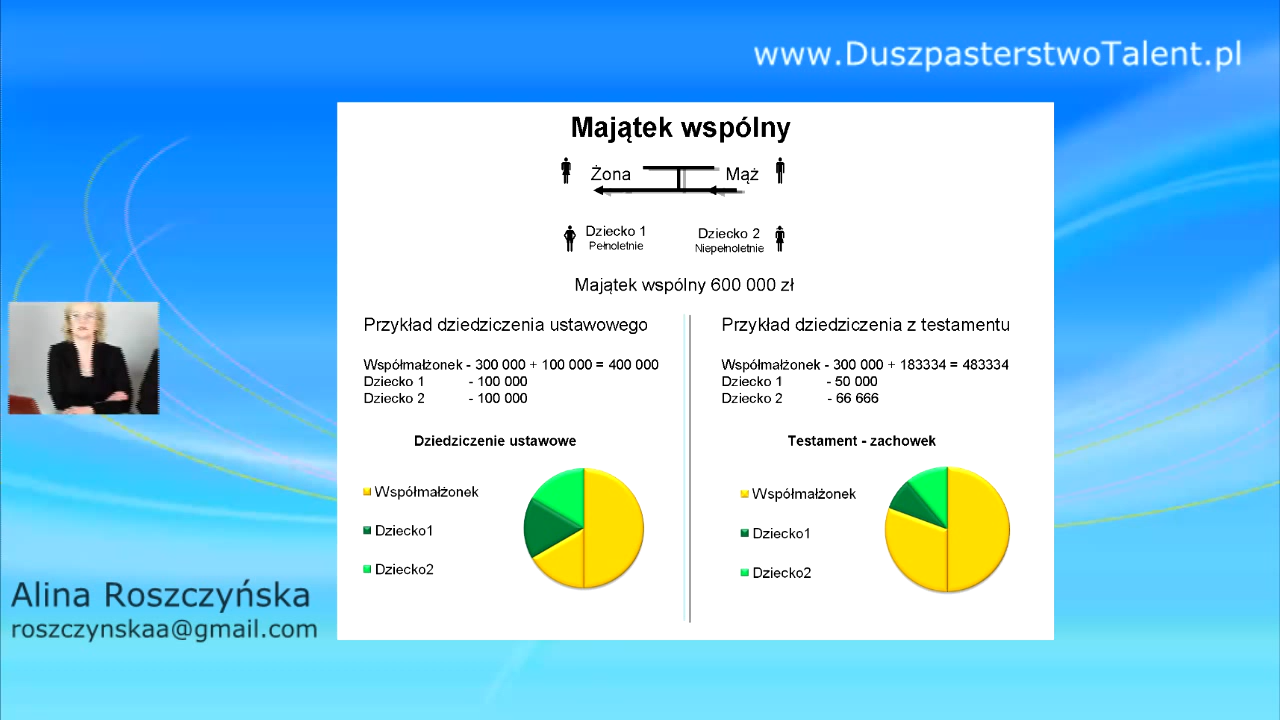 www.DuszpasterstwoTalent.pl
Majątek wspólny
Żona Mąż
Dziecko 1 Dziecko 2
Pełnoletnie Niepełnoletnie
Majątek wspólny 600 000 zł
Przykład dziedziczenia ustawowego
Współmałżonek - 300 000 + 100 000 = 400 000
Dziecko 1 - 100 000
Dziecko 2 - 100 000
Dziedziczenie ustawowe
Współmałżonek
Dziecko1
Dziecko2
Przykład dziedziczenia z testamentu
Współmałżonek - 300 000 + 183334 = 483334
Dziecko 1 - 50 000
Dziecko 2 - 66 666
Testament - zachowek
Współmałżonek
Dziecko1
Dziecko2
Alina Roszczyńska
roszczynskaa@gmail.com